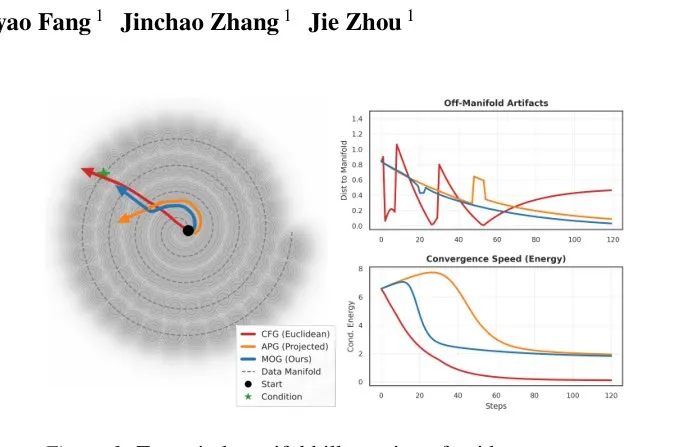 yao Fang 1 Jinchao Zhang 1 Jie Zhou 1
CFG (Euclidean)
APG (Projected)
MOG (Ours)
Data Manifold
Start
Condition
Off-Manifold Artifacts
Dist to Manifold
1.4
1.2
1.0
0.8
0.6
0.4
0.2
0.0
0 20 40 60 80 100 120
Convergence Speed (Energy)
Cond. Energy
8
6
4
2
0
0 20 40 60 80 100 120
Steps